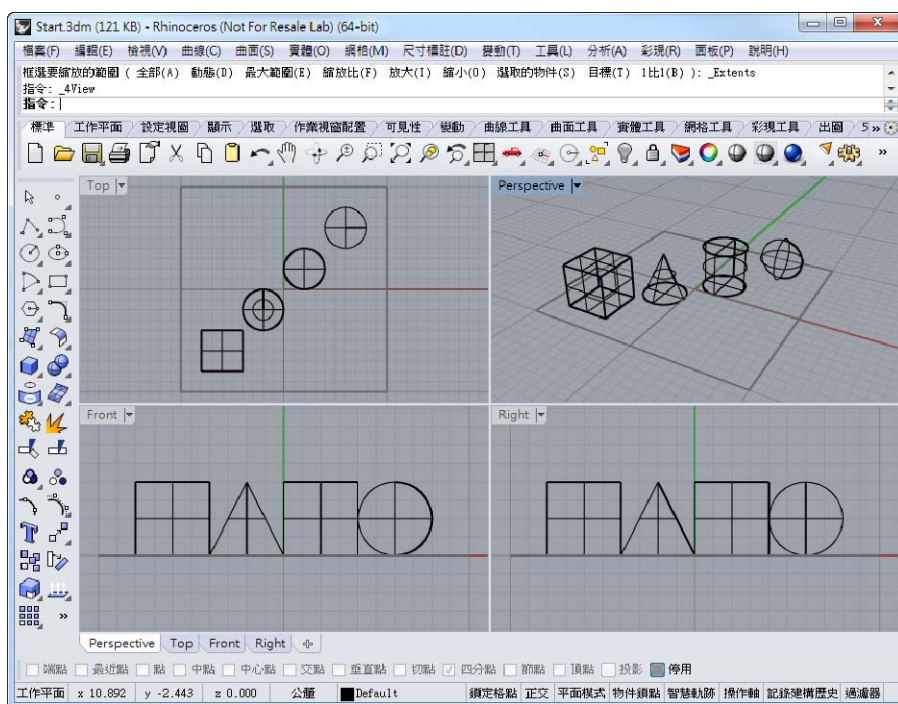 Start.3dm (121 KB) - Rhinoceros (Not For Resale Lab) (64-bit)
檔案(F) 編輯(E) 檢視(V) 曲線(C) 曲面(S) 實體(O) 網格(M) 尺寸標註(D) 變動(T) 工具(L) 分析(A) 彩現(R) 面板(P) 說明(H)
框選要縮放的範圍 ( 全部(A) 動態(D) 最大範圍(E) 縮放比(F) 放大(I) 縮小(O) 選取的物件(S) 目標(T) 1比1(B) ): _Extents
指令: _4View
指令:
標準 工作平面 設定視圖 顯示 選取 作業視窗配置 可見性 變動 曲線工具 曲面工具 實體工具 網格工具 彩現工具 出圖 5 »
Top
Perspective
Front
Right
Perspective Top Front Right
端點 最近點 點 中點 中心點 交點 垂直點 切點 四分點 節點 頂點 投影 停用
工作平面 x 10.892 y -2.443 z 0.000 公釐 Default 鎖定格點 正交 平面模式 物件鎖點 智慧軌跡 操作軸 記錄建構歷史 過濾器